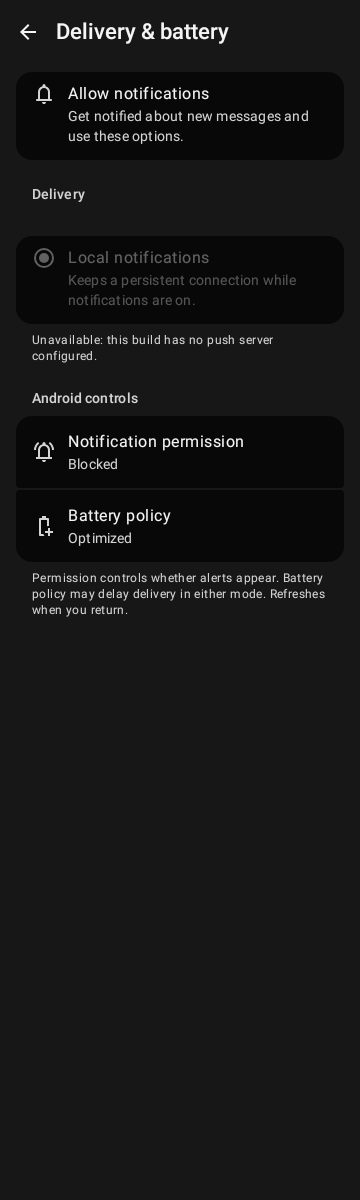 Delivery & battery
Allow notifications
Get notified about new messages and
use these options.
Delivery
Local notifications
Keeps a persistent connection while
notifications are on.
Unavailable: this build has no push server
configured.
Android controls
Notification permission
Blocked
Battery policy
Optimized
Permission controls whether alerts appear. Battery
policy may delay delivery in either mode. Refreshes
when you return.